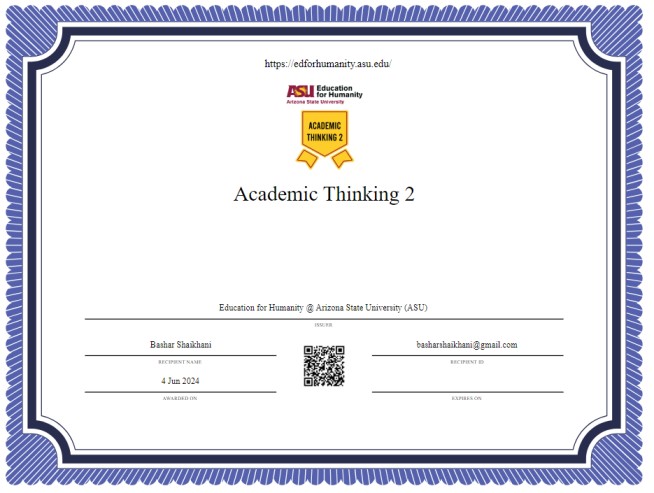 https://edforhumanity.asu.edu/
ASU Education
for Humanity
Arizona State University
ACADEMIC
THINKING 2
Academic Thinking 2
Education for Humanity @ Arizona State University (ASU)
ISSUER
Bashar Shaikhani
RECIPIENT NAME
basharshaikhani@gmail.com
RECIPIENT ID
4 Jun 2024
AWARDED ON
EXPIRES ON